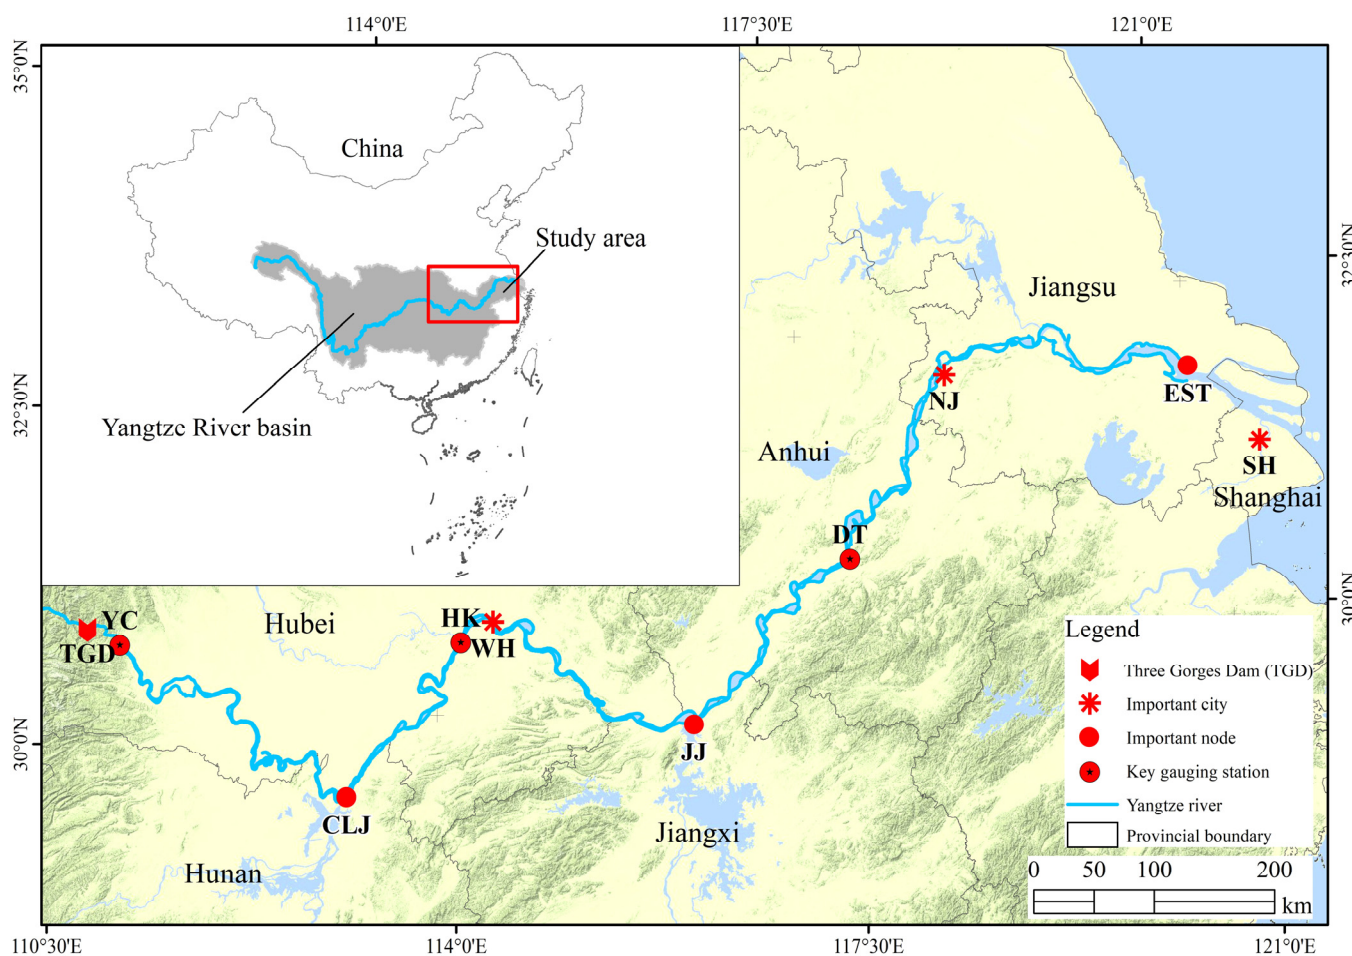 114°0'E
117°30'E
121°0'E
35°0'N
China
Study area
32°30'N
Jiangsu
NJ
EST
32°30'N
Yangtze River basin
Anhui
SH
Shanghai
DT
30°0'N
YC
Hubei
HK
WH
TGD
Legend
Three Gorges Dam (TGD)
Important city
Important node
Key gauging station
Yangtze river
Provincial boundary
30°0'N
JJ
CLJ
Jiangxi
Hunan
0 50 100 200
km
110°30'E
114°0'E
117°30'E
121°0'E